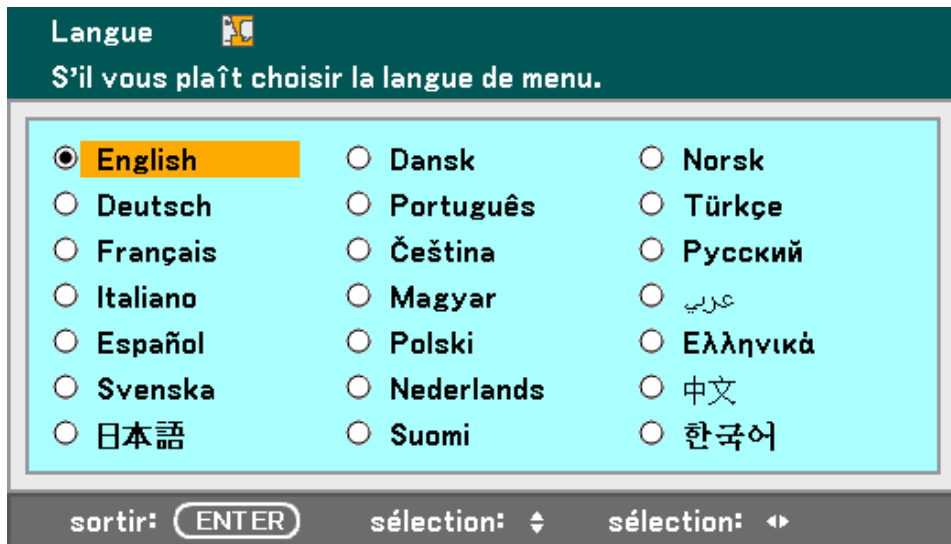 Langue
S'il vous plaît choisir la langue de menu.
English Dansk Norsk
Deutsch Português Türkçe
Français Čeština Русский
Italiano Magyar عربي
Español Polski Ελληνικά
Svenska Nederlands 中文
日本語 Suomi 한국어
sortir: ENTER sélection: sélection: